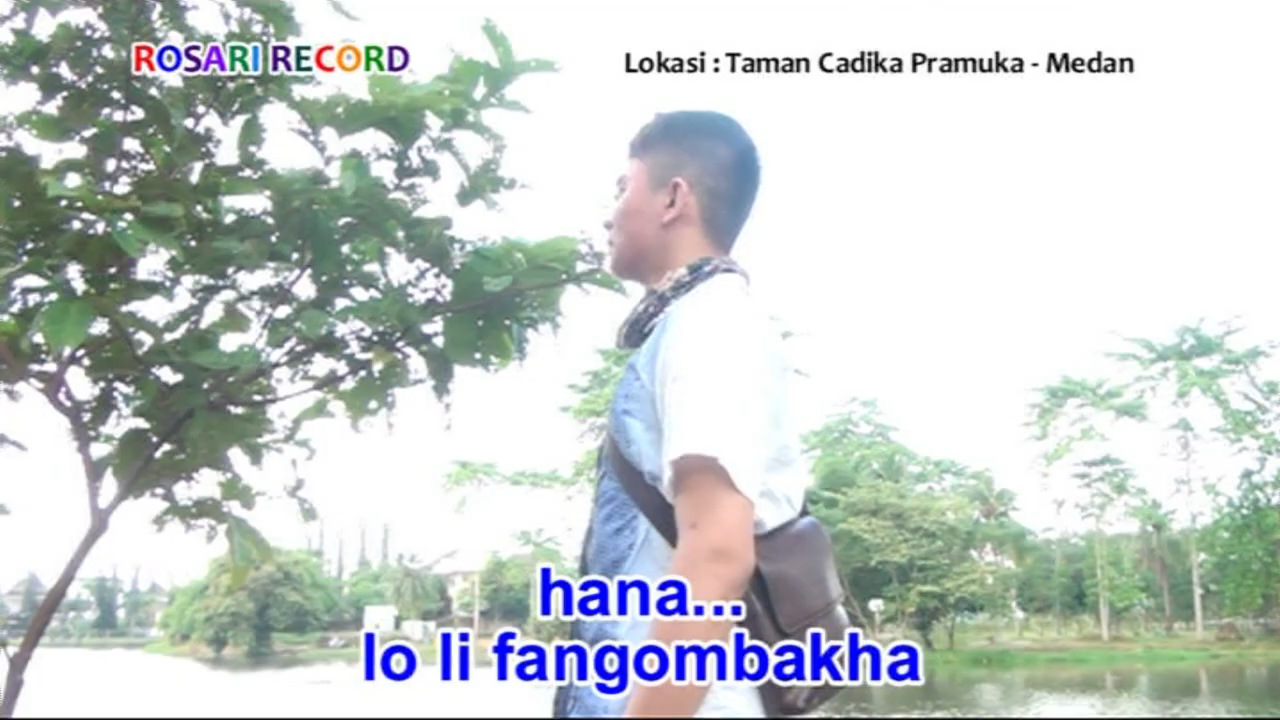 ROSARI RECORD
Lokasi : Taman Cadika Pramuka - Medan
hana...
lo li fangombakha